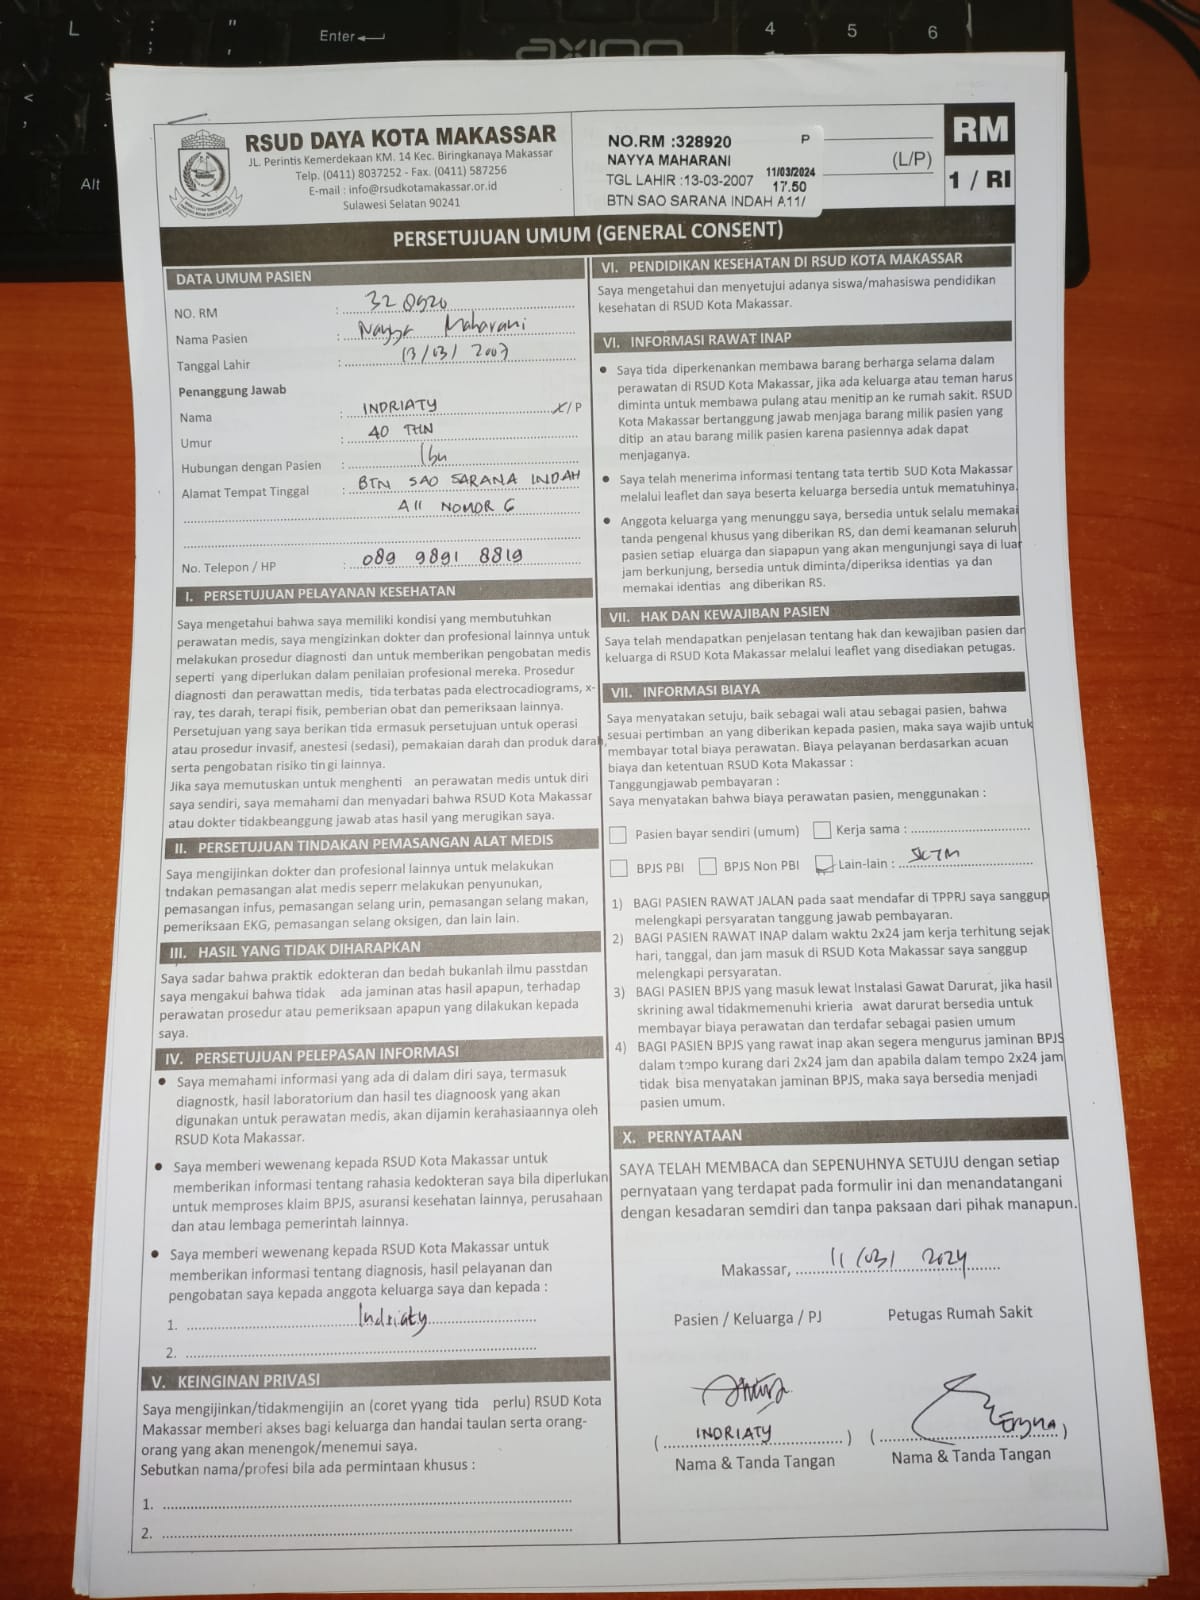 L
:
;
"
,
Enter
4
5
6
<
,
Alt
RSUD DAYA KOTA MAKASSAR
JL. Perintis Kemerdekaan KM. 14 Kec. Biringkanaya Makassar
Telp. (0411) 8037252 - Fax. (0411) 587256
E-mail : info@rsudkotamakassar.or.id
Sulawesi Selatan 90241
NO.RM :328920 P
NAYYA MAHARANI
TGL LAHIR :13-03-2007 11/03/2024
17.50
BTN SAO SARANA INDAH A11/
(L/P)
RM
1 / RI
PERSETUJUAN UMUM (GENERAL CONSENT)
DATA UMUM PASIEN
NO. RM : 328920
Nama Pasien : Nayya Maharani
Tanggal Lahir : 13/03/2007
Penanggung Jawab
Nama : INDRIATY L/P
Umur : 40 THN
Hubungan dengan Pasien : Ibu
Alamat Tempat Tinggal : BTN SAO SARANA INDAH
A11 NOMOR 6
No. Telepon / HP : 089 9891 8819
I. PERSETUJUAN PELAYANAN KESEHATAN
Saya mengetahui bahwa saya memiliki kondisi yang membutuhkan
perawatan medis, saya mengizinkan dokter dan profesional lainnya untuk
melakukan prosedur diagnosti dan untuk memberikan pengobatan medis
seperti yang diperlukan dalam penilaian profesional mereka. Prosedur
diagnosti dan perawattan medis, tida terbatas pada electrocadiograms, x-
ray, tes darah, terapi fisik, pemberian obat dan pemeriksaan lainnya.
Persetujuan yang saya berikan tida ermasuk persetujuan untuk operasi
atau prosedur invasif, anestesi (sedasi), pemakaian darah dan produk darah,
serta pengobatan risiko tin gi lainnya.
Jika saya memutuskan untuk menghenti an perawatan medis untuk diri
saya sendiri, saya memahami dan menyadari bahwa RSUD Kota Makassar
atau dokter tidakbeanggung jawab atas hasil yang merugikan saya.
II. PERSETUJUAN TINDAKAN PEMASANGAN ALAT MEDIS
Saya mengijinkan dokter dan profesional lainnya untuk melakukan
tndakan pemasangan alat medis seperr melakukan penyunukan,
pemasangan infus, pemasangan selang urin, pemasangan selang makan,
pemeriksaan EKG, pemasangan selang oksigen, dan lain lain.
III. HASIL YANG TIDAK DIHARAPKAN
Saya sadar bahwa praktik edokteran dan bedah bukanlah ilmu passtdan
saya mengakui bahwa tidak ada jaminan atas hasil apapun, terhadap
perawatan prosedur atau pemeriksaan apapun yang dilakukan kepada
saya.
IV. PERSETUJUAN PELEPASAN INFORMASI
• Saya memahami informasi yang ada di dalam diri saya, termasuk
diagnostk, hasil laboratorium dan hasil tes diagnoosk yang akan
digunakan untuk perawatan medis, akan dijamin kerahasiaannya oleh
RSUD Kota Makassar.
• Saya memberi wewenang kepada RSUD Kota Makassar untuk
memberikan informasi tentang rahasia kedokteran saya bila diperlukan
untuk memproses klaim BPJS, asuransi kesehatan lainnya, perusahaan
dan atau lembaga pemerintah lainnya.
• Saya memberi wewenang kepada RSUD Kota Makassar untuk
memberikan informasi tentang diagnosis, hasil pelayanan dan
pengobatan saya kepada anggota keluarga saya dan kepada :
1. Indriaty
2.
V. KEINGINAN PRIVASI
Saya mengijinkan/tidakmengijin an (coret yyang tida perlu) RSUD Kota
Makassar memberi akses bagi keluarga dan handai taulan serta orang-
orang yang akan menengok/menemui saya.
Sebutkan nama/profesi bila ada permintaan khusus :
1.
2.
VI. PENDIDIKAN KESEHATAN DI RSUD KOTA MAKASSAR
Saya mengetahui dan menyetujui adanya siswa/mahasiswa pendidikan
kesehatan di RSUD Kota Makassar.
VI. INFORMASI RAWAT INAP
• Saya tida diperkenankan membawa barang berharga selama dalam
perawatan di RSUD Kota Makassar, jika ada keluarga atau teman harus
diminta untuk membawa pulang atau menitip an ke rumah sakit. RSUD
Kota Makassar bertanggung jawab menjaga barang milik pasien yang
ditip an atau barang milik pasien karena pasiennya adak dapat
menjaganya.
• Saya telah menerima informasi tentang tata tertib SUD Kota Makassar
melalui leaflet dan saya beserta keluarga bersedia untuk mematuhinya.
• Anggota keluarga yang menunggu saya, bersedia untuk selalu memakai
tanda pengenal khusus yang diberikan RS, dan demi keamanan seluruh
pasien setiap eluarga dan siapapun yang akan mengunjungi saya di luar
jam berkunjung, bersedia untuk diminta/diperiksa identias ya dan
memakai identias ang diberikan RS.
VII. HAK DAN KEWAJIBAN PASIEN
Saya telah mendapatkan penjelasan tentang hak dan kewajiban pasien dar
keluarga di RSUD Kota Makassar melalui leaflet yang disediakan petugas.
VII. INFORMASI BIAYA
Saya menyatakan setuju, baik sebagai wali atau sebagai pasien, bahwa
sesuai pertimban an yang diberikan kepada pasien, maka saya wajib untuk
membayar total biaya perawatan. Biaya pelayanan berdasarkan acuan
biaya dan ketentuan RSUD Kota Makassar :
Tanggungjawab pembayaran :
Saya menyatakan bahwa biaya perawatan pasien, menggunakan :
Pasien bayar sendiri (umum) Kerja sama :
BPJS PBI BPJS Non PBI Lain-lain : SKTM
1) BAGI PASIEN RAWAT JALAN pada saat mendafar di TPPRJ saya sanggup
melengkapi persyaratan tanggung jawab pembayaran.
2) BAGI PASIEN RAWAT INAP dalam waktu 2x24 jam kerja terhitung sejak
hari, tanggal, dan jam masuk di RSUD Kota Makassar saya sanggup
melengkapi persyaratan.
3) BAGI PASIEN BPJS yang masuk lewat Instalasi Gawat Darurat, jika hasil
skrining awal tidakmemenuhi krieria awat darurat bersedia untuk
membayar biaya perawatan dan terdafar sebagai pasien umum
4) BAGI PASIEN BPJS yang rawat inap akan segera mengurus jaminan BPJS
dalam tempo kurang dari 2x24 jam dan apabila dalam tempo 2x24 jam
tidak bisa menyatakan jaminan BPJS, maka saya bersedia menjadi
pasien umum.
X. PERNYATAAN
SAYA TELAH MEMBACA dan SEPENUHNYA SETUJU dengan setiap
pernyataan yang terdapat pada formulir ini dan menandatangani
dengan kesadaran semdiri dan tanpa paksaan dari pihak manapun.
Makassar, 11/03/2024
Pasien / Keluarga / PJ Petugas Rumah Sakit
( INDRIATY ) ( )
Nama & Tanda Tangan Nama & Tanda Tangan